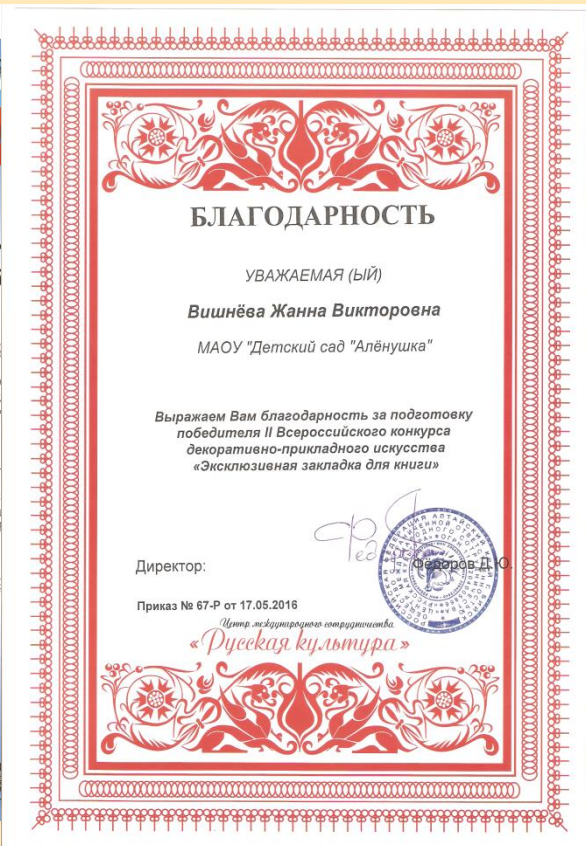 БЛАГОДАРНОСТЬ
УВАЖАЕМАЯ (ЫЙ)
Вишнёва Жанна Викторовна
МАОУ "Детский сад "Алёнушка"
Выражаем Вам благодарность за подготовку
победителя II Всероссийского конкурса
декоративно-прикладного искусства
«Эксклюзивная закладка для книги»
Директор:
Федоров Д.Ю.
Приказ № 67-Р от 17.05.2016
Центр международного сотрудничества
«Русская культура»